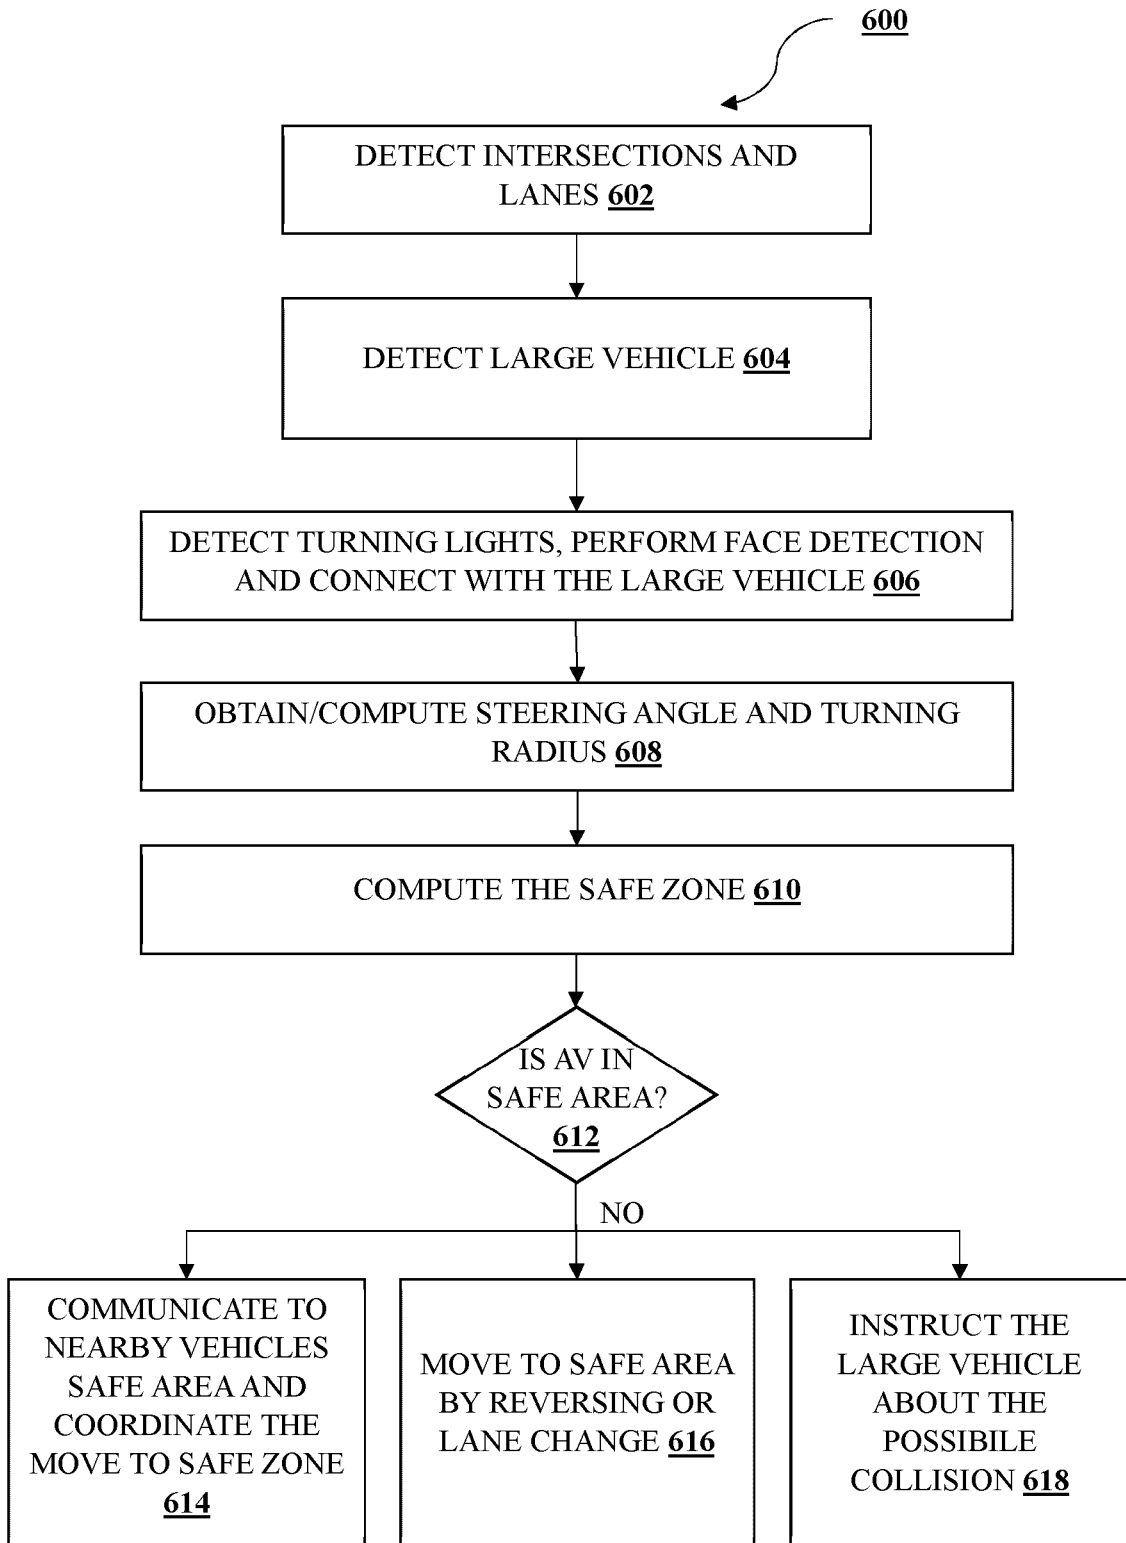 600
DETECT INTERSECTIONS AND
LANES 602
DETECT LARGE VEHICLE 604
DETECT TURNING LIGHTS, PERFORM FACE DETECTION
AND CONNECT WITH THE LARGE VEHICLE 606
OBTAIN/COMPUTE STEERING ANGLE AND TURNING
RADIUS 608
COMPUTE THE SAFE ZONE 610
IS AV IN
SAFE AREA?
612
NO
COMMUNICATE TO
NEARBY VEHICLES
SAFE AREA AND
COORDINATE THE
MOVE TO SAFE ZONE
614
MOVE TO SAFE AREA
BY REVERSING OR
LANE CHANGE 616
INSTRUCT THE
LARGE VEHICLE
ABOUT THE
POSSIBILE
COLLISION 618